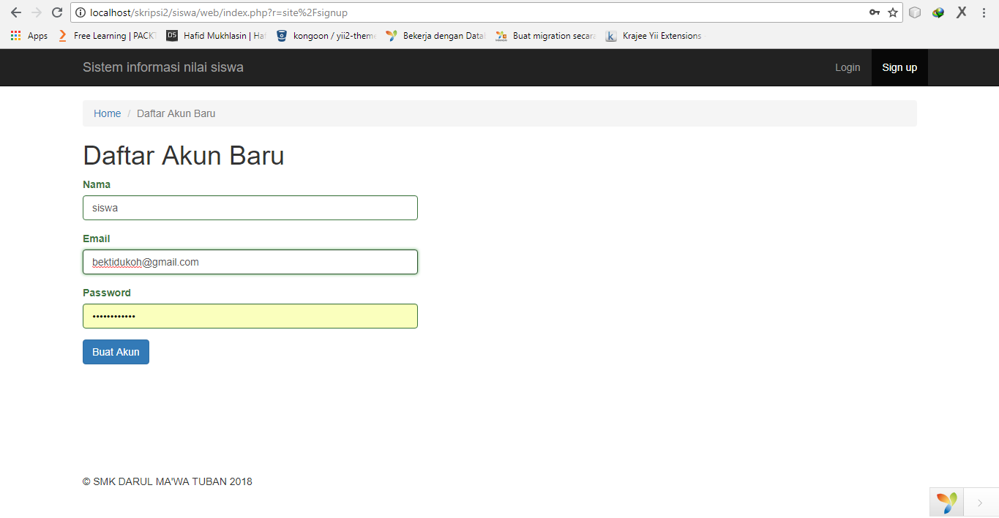 localhost/skripsi2/siswa/web/index.php?r=site%2Fsignup
Apps Free Learning | PACKT Hafid Mukhlasin | Ha kongoon / yii2-them Bekerja dengan Data Buat migration secara Krajee Yii Extensions
Sistem informasi nilai siswa Login Sign up
Home / Daftar Akun Baru
Daftar Akun Baru
Nama
siswa
Email
bektidukoh@gmail.com
Password
••••••••••••
Buat Akun
© SMK DARUL MA'WA TUBAN 2018